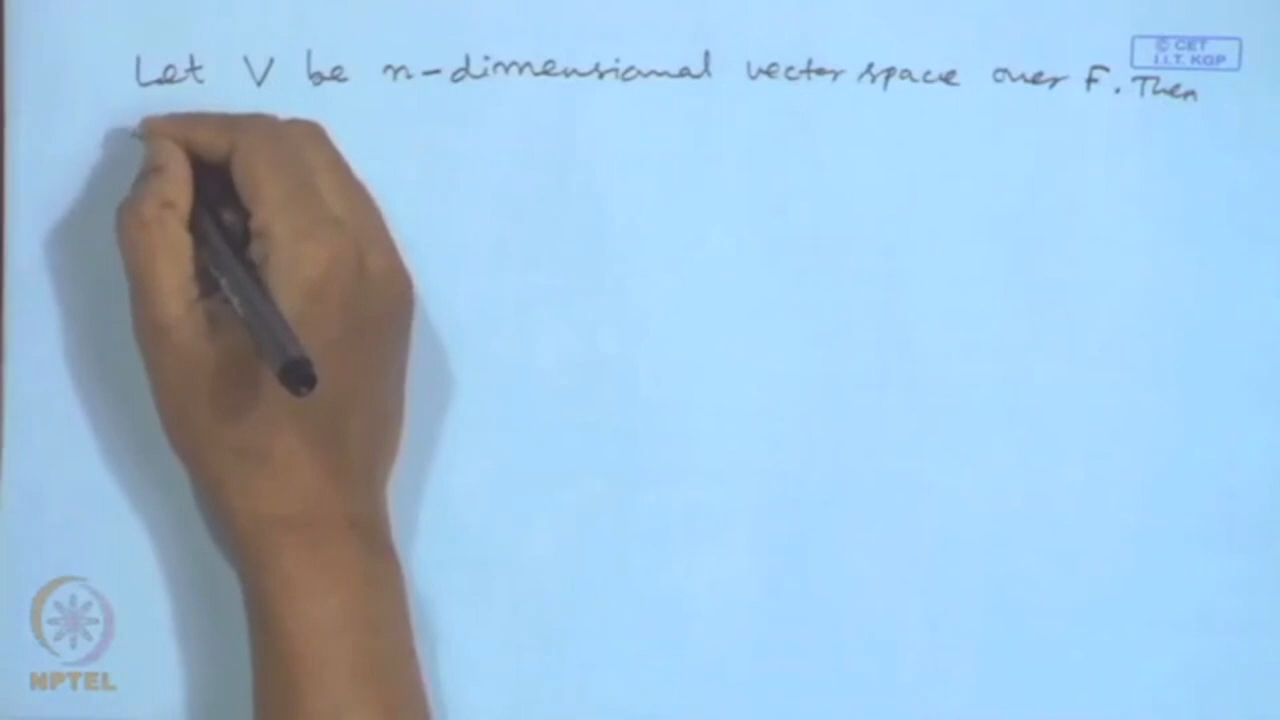 Let V be n-dimensional vector space over F. Then
© CET
I.I.T. KGP
NPTEL